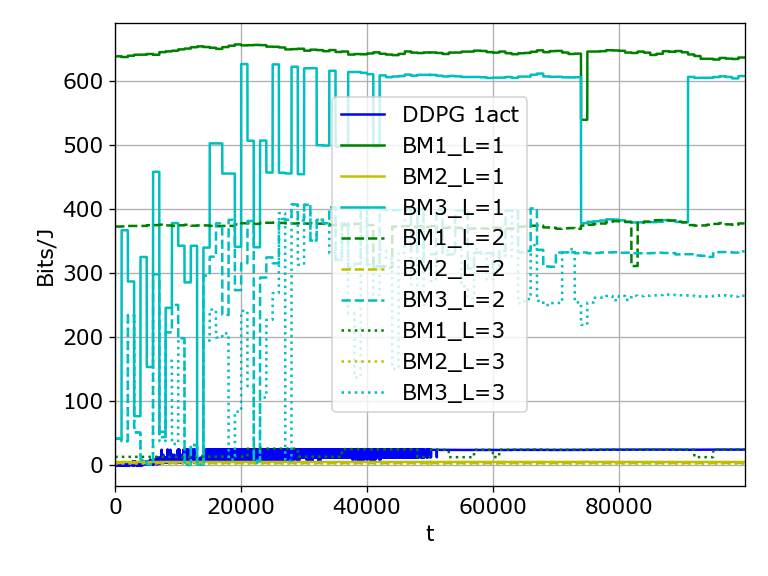 600
500
400
300
200
100
0
Bits/J
DDPG 1act
BM1_L=1
BM2_L=1
BM3_L=1
BM1_L=2
BM2_L=2
BM3_L=2
BM1_L=3
BM2_L=3
BM3_L=3
0 20000 40000 60000 80000
t